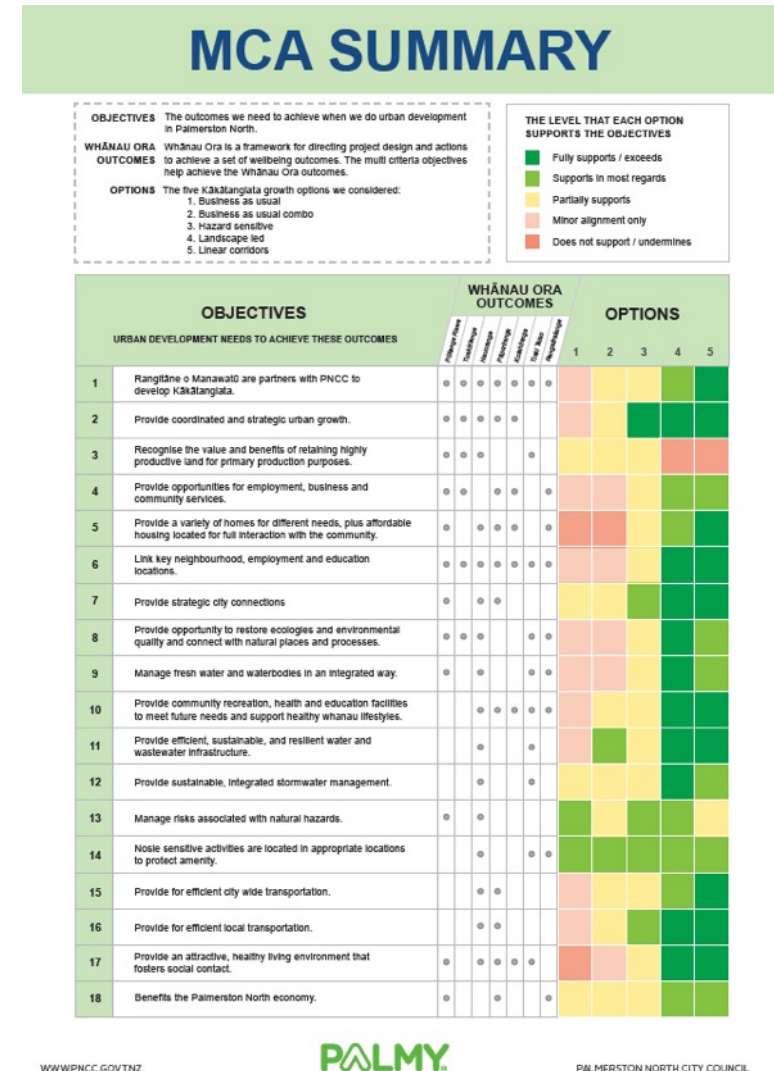 MCA SUMMARY
OBJECTIVES The outcomes we need to achieve when we do urban development
in Palmerston North.
WHĀNAU ORA Whānau Ora is a framework for directing project design and actions
OUTCOMES to achieve a set of wellbeing outcomes. The multi criteria objectives
help achieve the Whānau Ora outcomes.
OPTIONS The five Kākātangiata growth options we considered:
1. Business as usual
2. Business as usual combo
3. Hazard sensitive
4. Landscape led
5. Linear corridors
THE LEVEL THAT EACH OPTION
SUPPORTS THE OBJECTIVES
Fully supports / exceeds
Supports in most regards
Partially supports
Minor alignment only
Does not support / undermines
OBJECTIVES
URBAN DEVELOPMENT NEEDS TO ACHIEVE THESE OUTCOMES
WHĀNAU ORA
OUTCOMES
OPTIONS
1 2 3 4 5
1 Rangitāne o Manawatū are partners with PNCC to
develop Kākātangiata.
2 Provide coordinated and strategic urban growth.
3 Recognise the value and benefits of retaining highly
productive land for primary production purposes.
4 Provide opportunities for employment, business and
community services.
5 Provide a variety of homes for different needs, plus affordable
housing located for full interaction with the community.
6 Link key neighbourhood, employment and education
locations.
7 Provide strategic city connections
8 Provide opportunity to restore ecologies and environmental
quality and connect with natural places and processes.
9 Manage fresh water and waterbodies in an integrated way.
10 Provide community recreation, health and education facilities
to meet future needs and support healthy whanau lifestyles.
11 Provide efficient, sustainable, and resilient water and
wastewater infrastructure.
12 Provide sustainable, integrated stormwater management.
13 Manage risks associated with natural hazards.
14 Nosie sensitive activities are located in appropriate locations
to protect amenity.
15 Provide for efficient city wide transportation.
16 Provide for efficient local transportation.
17 Provide an attractive, healthy living environment that
fosters social contact.
18 Benefits the Palmerston North economy.
WWW.PNCC.GOVT.NZ
PALMY
PALMERSTON NORTH CITY COUNCIL